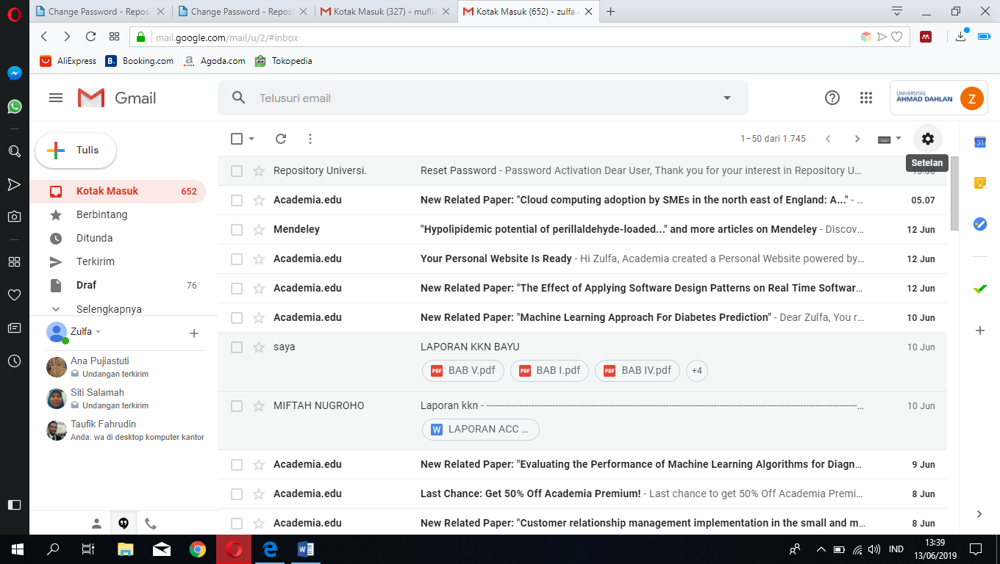 Change Password - Reposi
Change Password - Reposi
Kotak Masuk (327) - muflie
Kotak Masuk (652) - zulfa.
mail.google.com/mail/u/2/#inbox
AliExpress
B. Booking.com
a Agoda.com
Tokopedia
Gmail
Telusuri email
UNIVERSITAS
AHMAD DAHLAN
Z
Tulis
1–50 dari 1.745
Setelan
31
Kotak Masuk 652
Berbintang
Ditunda
Terkirim
Draf 76
Selengkapnya
Zulfa
Ana Pujiastuti
Undangan terkirim
Siti Salamah
Undangan terkirim
Taufik Fahrudin
Anda: wa di desktop komputer kantor
Repository Universi. Reset Password - Password Activation Dear User, Thank you for your interest in Repository U...
Academia.edu New Related Paper: "Cloud computing adoption by SMEs in the north east of England: A..." - ... 05.07
Mendeley "Hypolipidemic potential of perillaldehyde-loaded..." and more articles on Mendeley - Discov... 12 Jun
Academia.edu Your Personal Website Is Ready - Hi Zulfa, Academia created a Personal Website powered by... 12 Jun
Academia.edu New Related Paper: "The Effect of Applying Software Design Patterns on Real Time Softwar... 12 Jun
Academia.edu New Related Paper: "Machine Learning Approach For Diabetes Prediction" - Dear Zulfa, You r... 10 Jun
saya LAPORAN KKN BAYU 10 Jun
PDF BAB V.pdf PDF BAB I.pdf PDF BAB IV.pdf +4
MIFTAH NUGROHO Laporan kkn - ---------------------------------------------------------------... 10 Jun
W LAPORAN ACC ...
Academia.edu New Related Paper: "Evaluating the Performance of Machine Learning Algorithms for Diagn... 9 Jun
Academia.edu Last Chance: Get 50% Off Academia Premium! - Last chance to get 50% Off Academia Premi... 8 Jun
Academia.edu New Related Paper: "Customer relationship management implementation in the small and m... 8 Jun
IND
13:39
13/06/2019